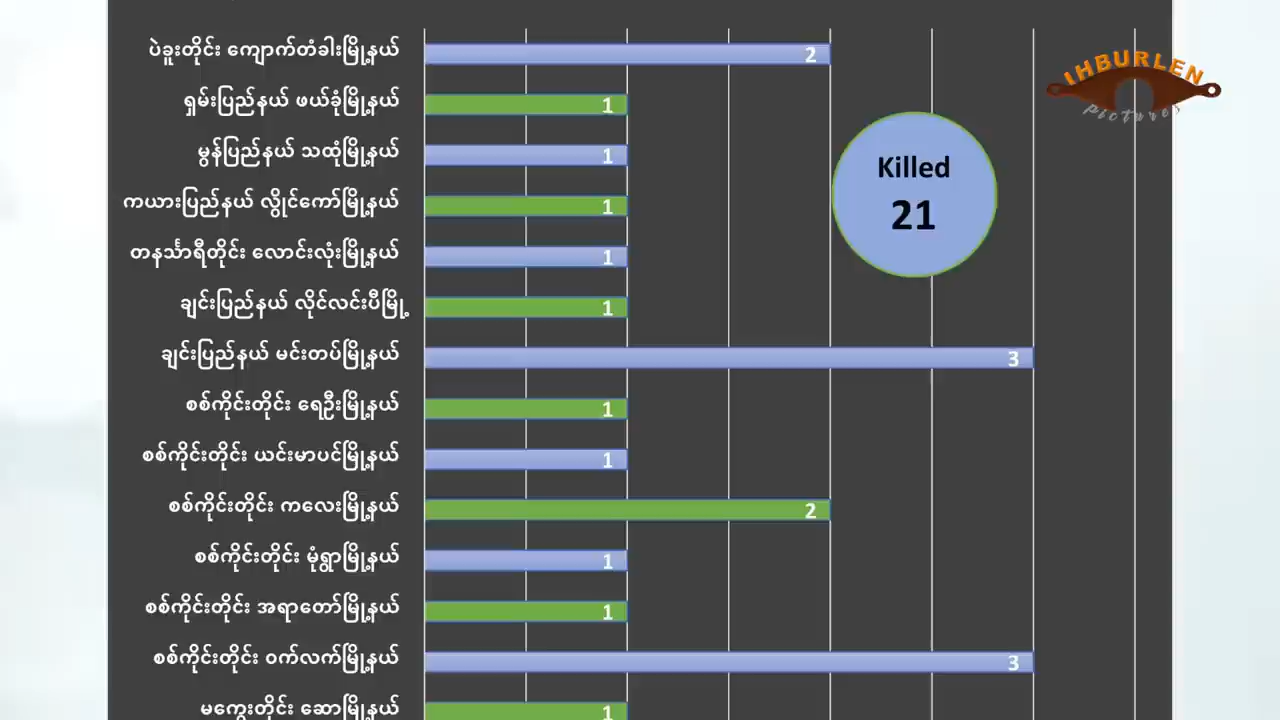 ပဲခူးတိုင်း ကျောက်တံခါးမြို့နယ် 2
IHBURLEN
pictures
ရှမ်းပြည်နယ် ဖယ်ခုံမြို့နယ် 1
မွန်ပြည်နယ် သထုံမြို့နယ် 1
Killed
21
ကယားပြည်နယ် လွိုင်ကော်မြို့နယ် 1
တနင်္သာရီတိုင်း လောင်းလုံးမြို့နယ် 1
ချင်းပြည်နယ် လိုင်လင်းပီမြို့ 1
ချင်းပြည်နယ် မင်းတပ်မြို့နယ် 3
စစ်ကိုင်းတိုင်း ရေဦးမြို့နယ် 1
စစ်ကိုင်းတိုင်း ယင်းမာပင်မြို့နယ် 1
စစ်ကိုင်းတိုင်း ကလေးမြို့နယ် 2
စစ်ကိုင်းတိုင်း မုံရွာမြို့နယ် 1
စစ်ကိုင်းတိုင်း အရာတော်မြို့နယ် 1
စစ်ကိုင်းတိုင်း ဝက်လက်မြို့နယ် 3
မကွေးတိုင်း ဆောမြို့နယ် 1